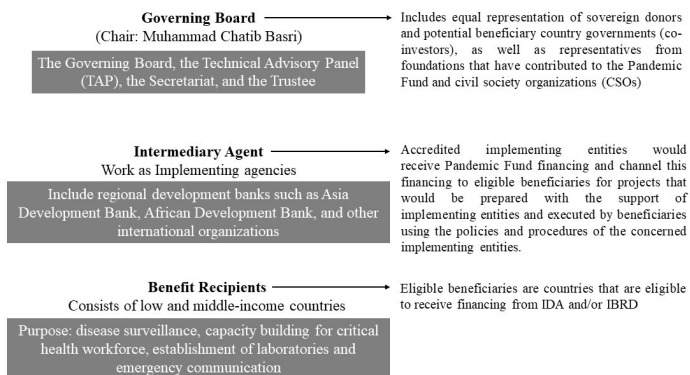 Governing Board
(Chair: Muhammad Chatib Basri)
The Governing Board, the Technical Advisory Panel
(TAP), the Secretariat, and the Trustee
Includes equal representation of sovereign donors
and potential beneficiary country governments (co-
investors), as well as representatives from
foundations that have contributed to the Pandemic
Fund and civil society organizations (CSOs)
Intermediary Agent
Work as Implementing agencies
Include regional development banks such as Asia
Development Bank, African Development Bank, and other
international organizations
Accredited implementing entities would
receive Pandemic Fund financing and channel this
financing to eligible beneficiaries for projects that
would be prepared with the support of
implementing entities and executed by beneficiaries
using the policies and procedures of the concerned
implementing entities.
Benefit Recipients
Consists of low and middle-income countries
Purpose: disease surveillance, capacity building for critical
health workforce, establishment of laboratories and
emergency communication
Eligible beneficiaries are countries that are eligible
to receive financing from IDA and/or IBRD